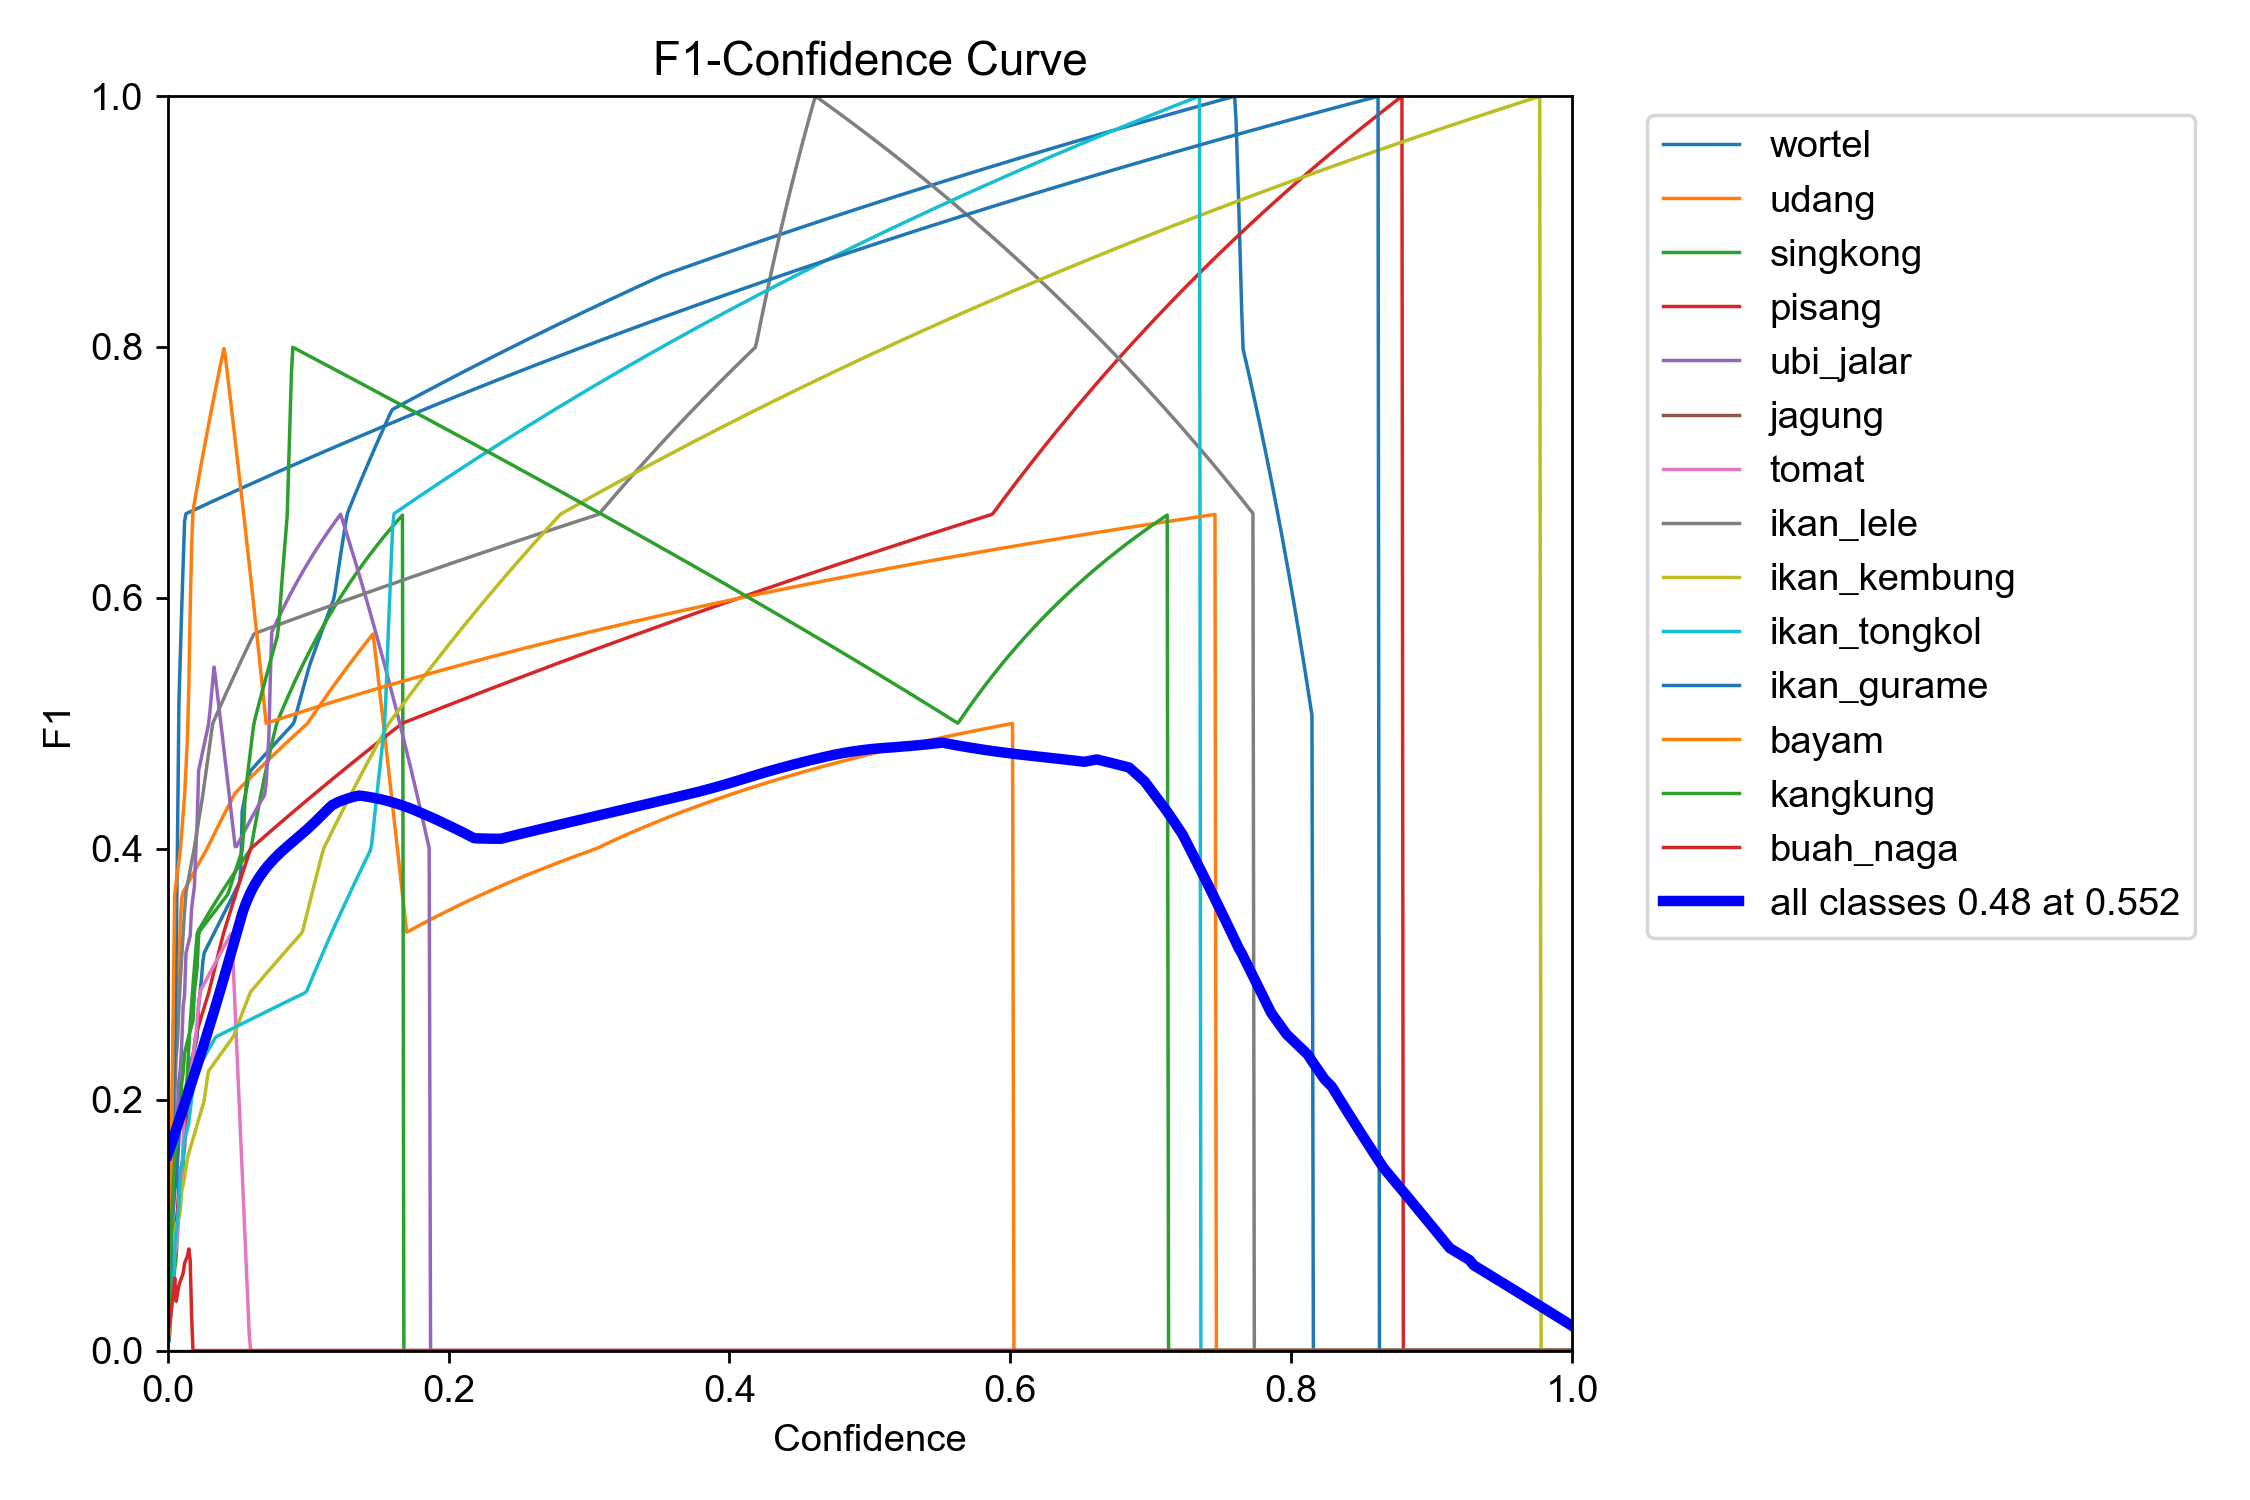 F1-Confidence Curve
1.0
0.8
0.6
0.4
0.2
0.0
F1
0.0 0.2 0.4 0.6 0.8 1.0
Confidence
wortel
udang
singkong
pisang
ubi_jalar
jagung
tomat
ikan_lele
ikan_kembung
ikan_tongkol
ikan_gurame
bayam
kangkung
buah_naga
all classes 0.48 at 0.552